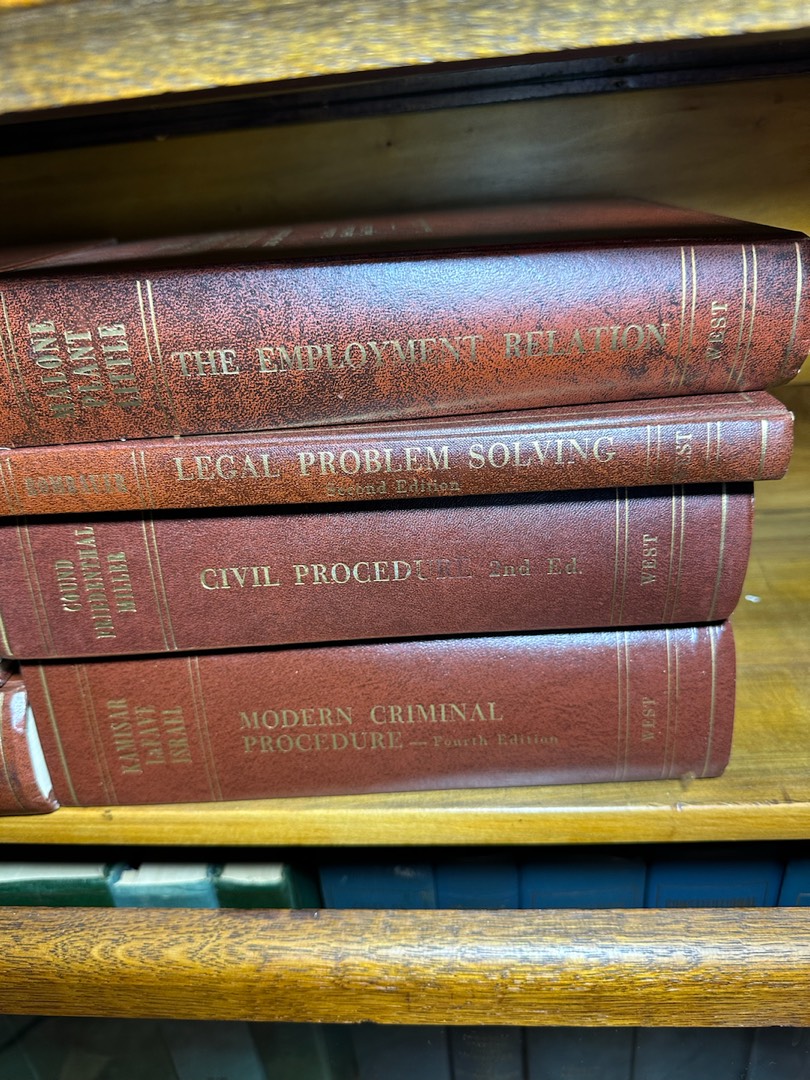 MALONE
PLANT
LITTLE
THE EMPLOYMENT RELATION
WEST
LEGAL PROBLEM SOLVING
Second Edition
WEST
COUND
FRIEDENTHAL
MILLER
CIVIL PROCEDURE 2nd Ed.
WEST
KAMISAR
LaFAVE
ISRAEL
MODERN CRIMINAL
PROCEDURE — Fourth Edition
WEST